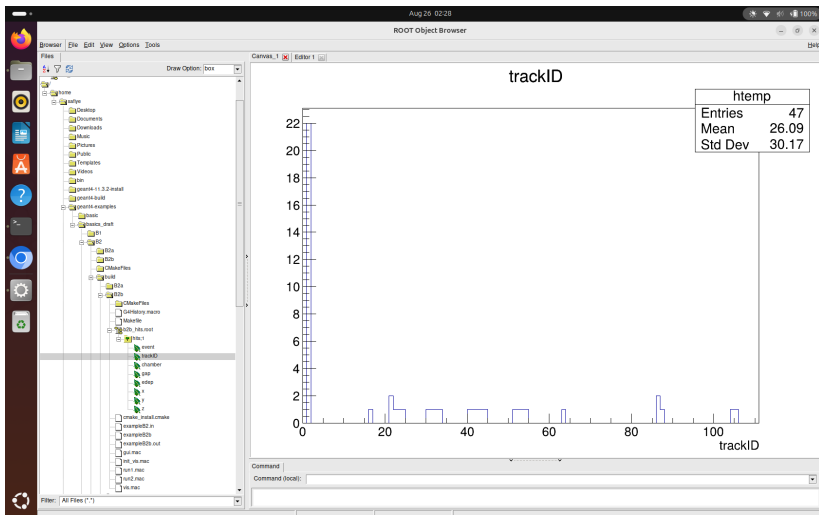 Aug 26 02:28
100%
ROOT Object Browser
Browser File Edit View Options Tools
Help
Files
Draw Option: box
/
home
sallye
Desktop
Documents
Downloads
Music
Pictures
Public
Templates
Videos
bin
geant4-11.3.2-install
geant4-build
geant4-examples
basic
basics_draft
B1
B2
B2a
B2b
CMakeFiles
build
B2a
B2b
CMakeFiles
G4History.macro
Makefile
b2b_hits.root
hits;1
event
trackID
chamber
gap
edep
x
y
z
cmake_install.cmake
exampleB2.in
exampleB2b
exampleB2b.out
gui.mac
init_vis.mac
run1.mac
run2.mac
vis.mac
Filter: All Files (*.*)
Canvas_1 Editor 1
trackID
htemp
Entries 47
Mean 26.09
Std Dev 30.17
22
20
18
16
14
12
10
8
6
4
2
0
0 20 40 60 80 100
trackID
Command
Command (local):